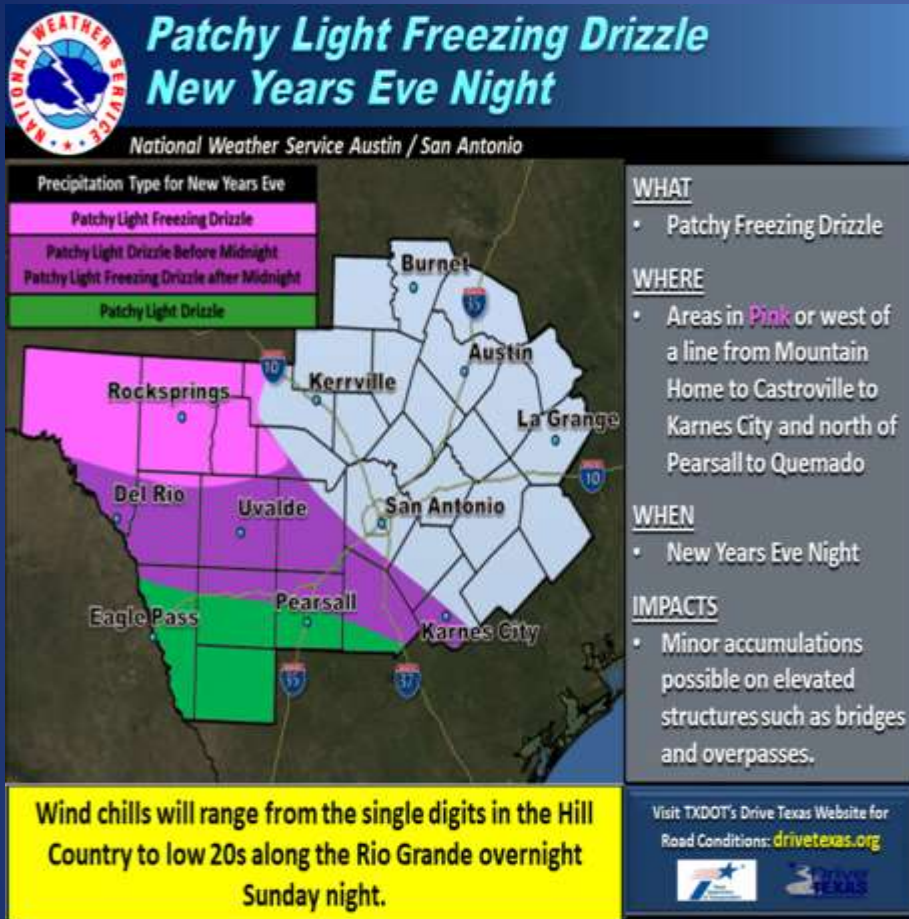 NATIONAL WEATHER SERVICE
Patchy Light Freezing Drizzle
New Years Eve Night
National Weather Service Austin / San Antonio
Precipitation Type for New Years Eve
Patchy Light Freezing Drizzle
Patchy Light Drizzle Before Midnight
Patchy Light Freezing Drizzle after Midnight
Patchy Light Drizzle
Burnet
35
Austin
10
Kerrville
Rocksprings
La Grange
10
Del Rio
Uvalde
San Antonio
Eagle Pass
Pearsall
Karnes City
35
37
WHAT
• Patchy Freezing Drizzle
WHERE
• Areas in Pink or west of
a line from Mountain
Home to Castroville to
Karnes City and north of
Pearsall to Quemado
WHEN
• New Years Eve Night
IMPACTS
• Minor accumulations
possible on elevated
structures such as bridges
and overpasses.
Wind chills will range from the single digits in the Hill
Country to low 20s along the Rio Grande overnight
Sunday night.
Visit TXDOT's Drive Texas Website for
Road Conditions: drivetexas.org
Drive
TEXAS